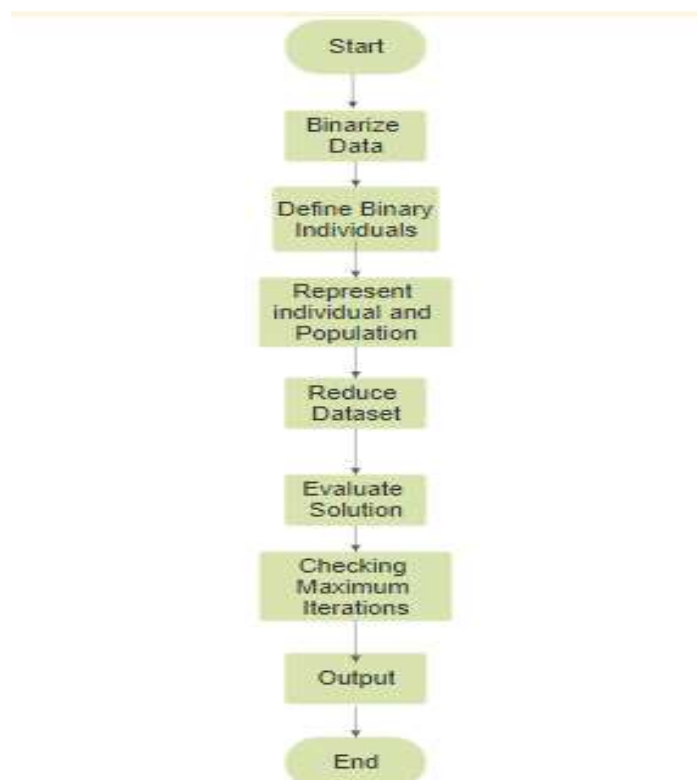 Start
Binarize
Data
Define Binary
Individuals
Represent
individual and
Population
Reduce
Dataset
Evaluate
Solution
Checking
Maximum
Iterations
Output
End